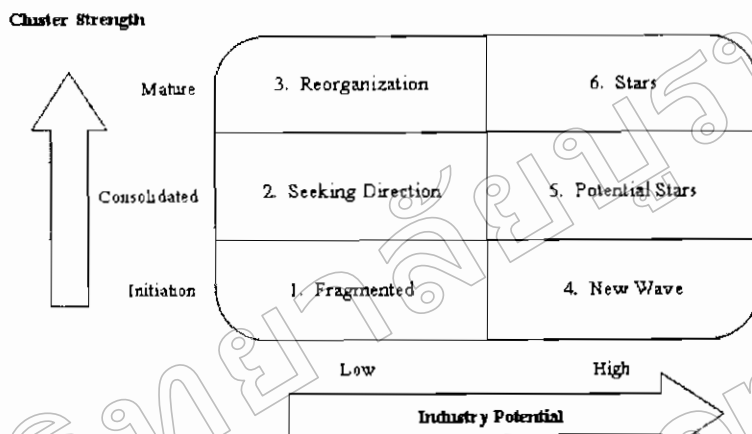 Cluster Strength
Mature
3. Reorganization
6. Stars
Consolidated
2. Seeking Direction
5. Potential Stars
Initiation
1. Fragmented
4. New Wave
Low
High
Industry Potential